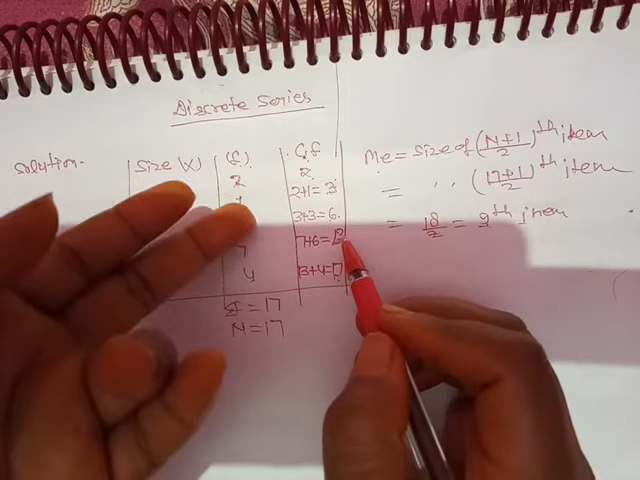 Discrete Series
Solution-
Size (x) (f) C.f
2 2
2+1=3
3+3=6
7 7+6=13
4 13+4=17
Σf=17
N=17
Me = Size of (N+1/2)th item
= " (17+1/2)th item
= 18/2 = 9th item